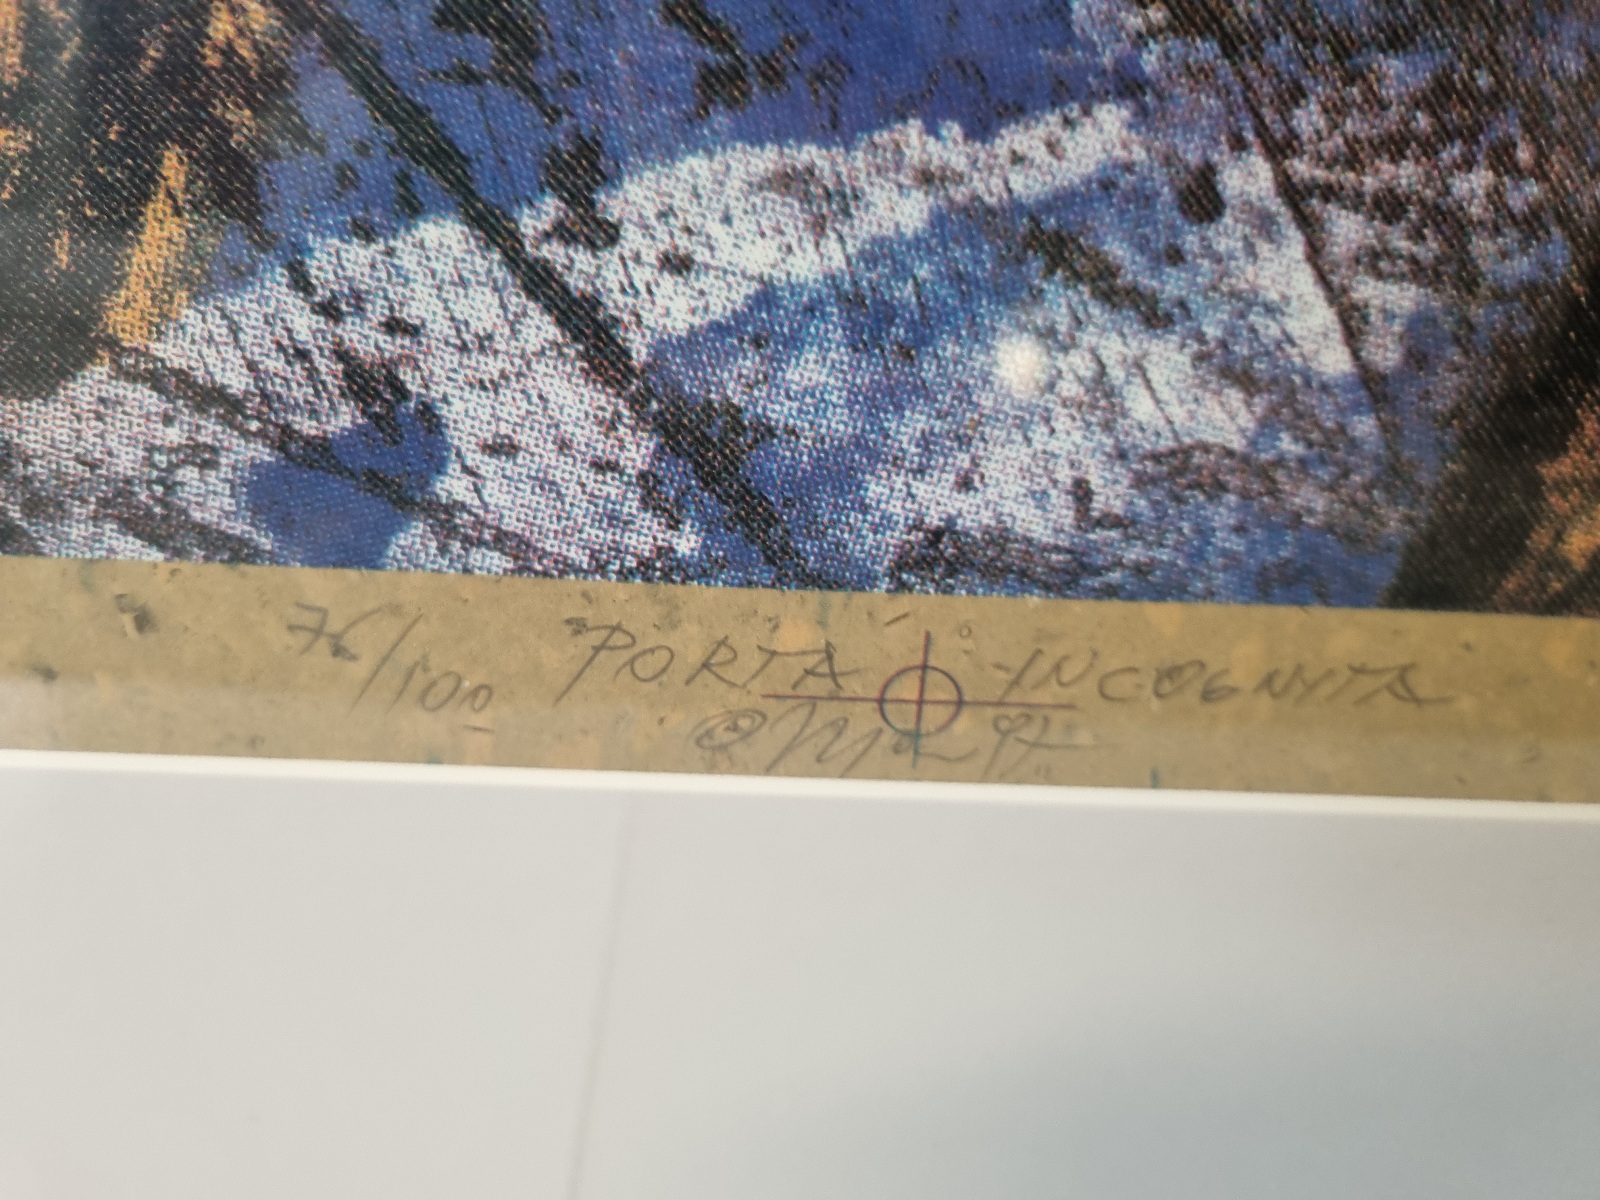 76/100 PORTA INCOGNITA
©